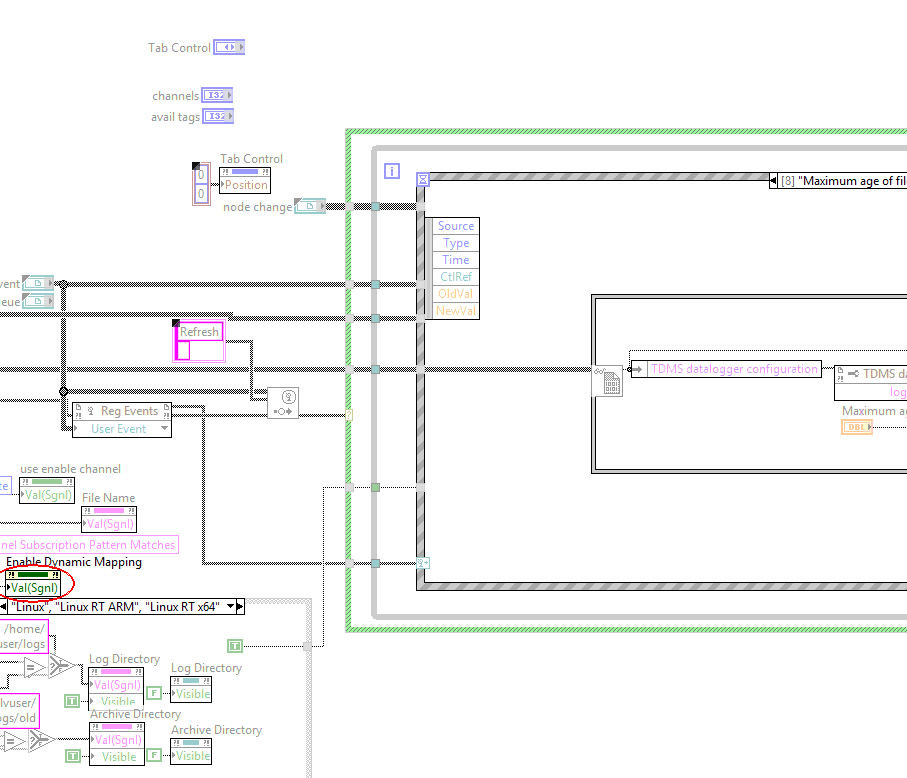 Tab Control
channels I32
avail tags I32
Tab Control
0
0
Position
node change
i
[8] "Maximum age of fil
Source
Type
Time
CtlRef
OldVal
NewVal
vent
eue
Refresh
TDMS datalogger configuration
TDMS da
log
Maximum ag
DBL
Reg Events
User Event
use enable channel
te
Val(Sgnl)
File Name
Val(Sgnl)
nel Subscription Pattern Matches
Enable Dynamic Mapping
Val(Sgnl)
"Linux", "Linux RT ARM", "Linux RT x64"
/home/
user/logs
T
Log Directory
Val(Sgnl)
T
Visible
F
Log Directory
Visible
lvuser/
ogs/old
Archive Directory
Val(Sgnl)
T
Visible
F
Archive Directory
Visible